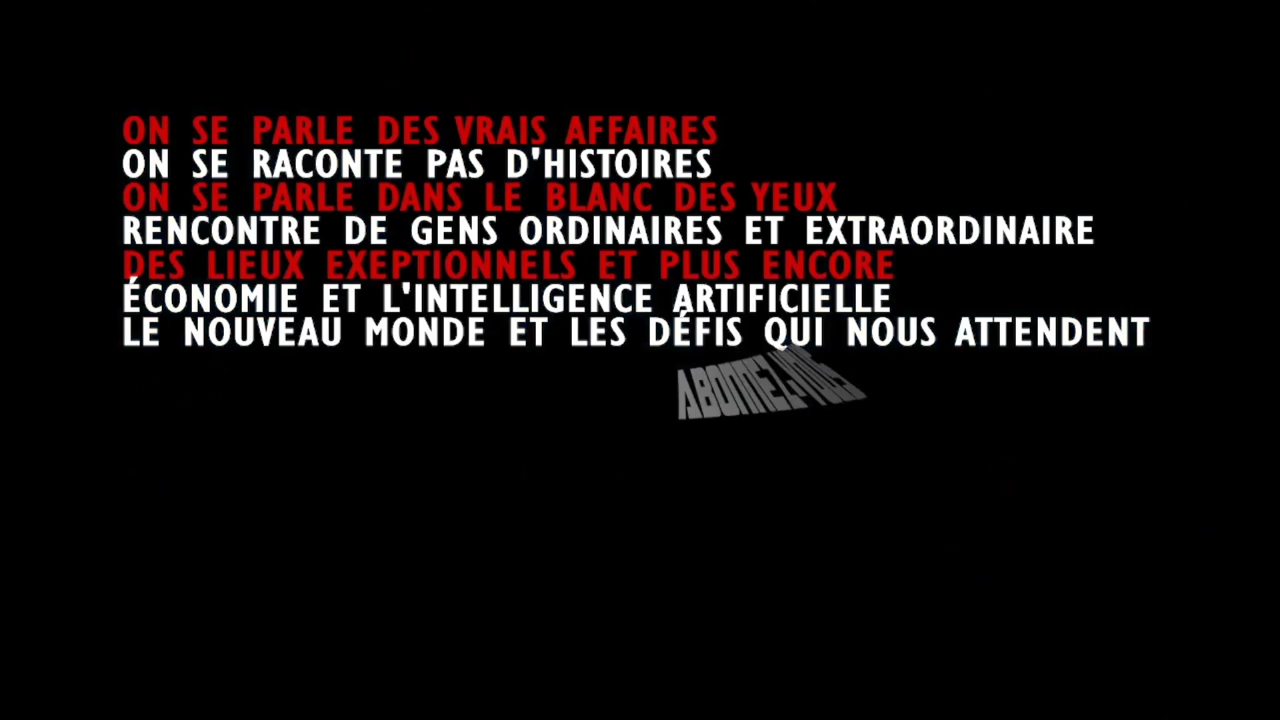 ON SE PARLE DES VRAIS AFFAIRES
ON SE RACONTE PAS D'HISTOIRES
ON SE PARLE DANS LE BLANC DES YEUX
RENCONTRE DE GENS ORDINAIRES ET EXTRAORDINAIRE
DES LIEUX EXEPTIONNELS ET PLUS ENCORE
ÉCONOMIE ET L'INTELLIGENCE ARTIFICIELLE
LE NOUVEAU MONDE ET LES DÉFIS QUI NOUS ATTENDENT
ABONNEZ-VOUS